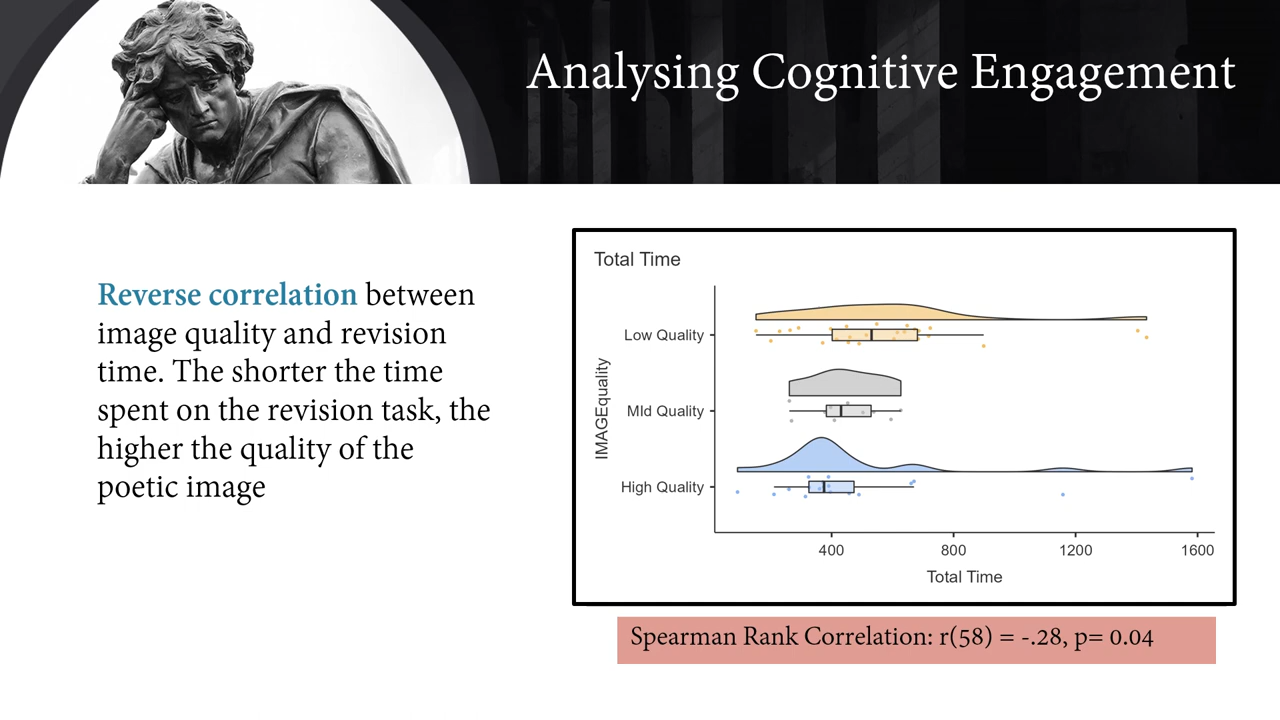 Analysing Cognitive Engagement
Reverse correlation between
image quality and revision
time. The shorter the time
spent on the revision task, the
higher the quality of the
poetic image
Total Time
IMAGEquality
Low Quality
MId Quality
High Quality
400 800 1200 1600
Total Time
Spearman Rank Correlation: r(58) = -.28, p= 0.04